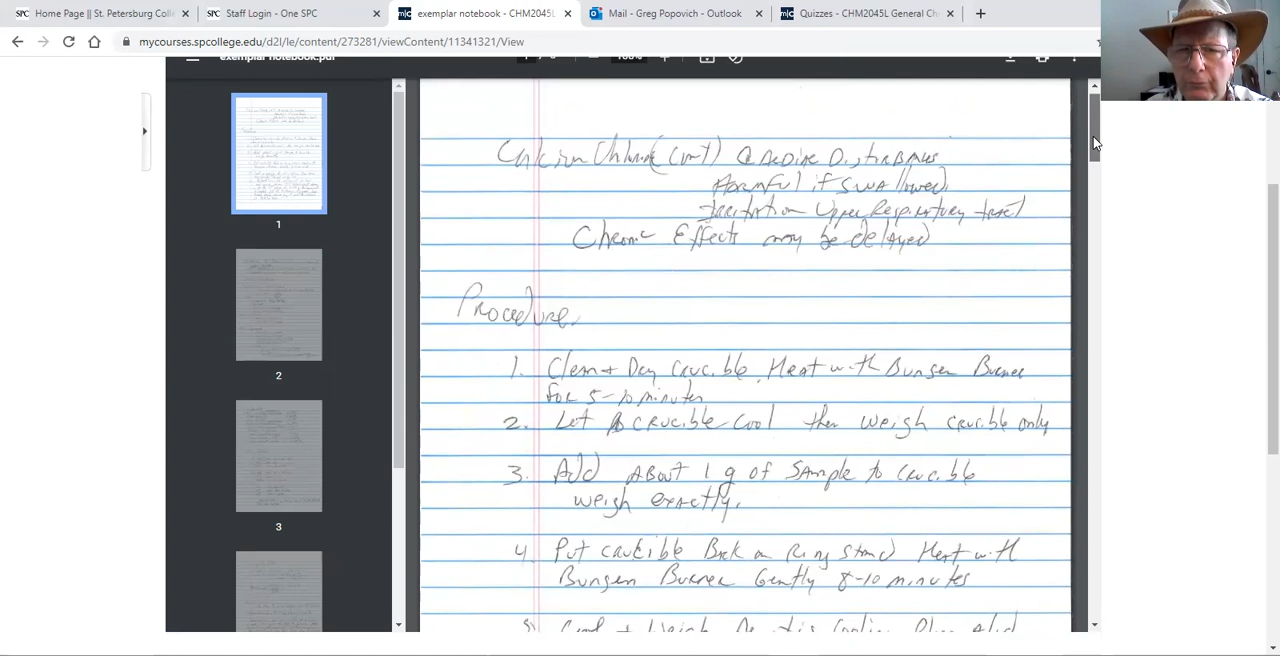 Home Page || St. Petersburg Colle
Staff Login - One SPC
exemplar notebook - CHM2045L
Mail - Greg Popovich - Outlook
Quizzes - CHM2045L General Ch
mycourses.spcollege.edu/d2l/le/content/273281/viewContent/11341321/View
exemplar notebook.pdf
1
2
3
Calcium Chloride Cardiac Disturbances
harmful if swallowed
Irritation Upper Respiratory tract
Chronic Effects may be delayed
Procedure
1. Clean + Dry Crucible Heat with Bunsen Burner
for 5-10 minutes
2. Let crucible cool then weigh crucible only
3. Add About 1g of sample to crucible
weigh exactly.
4. Put crucible Back on Ring Stand Heat with
Bunsen Burner Gently 8-10 minutes